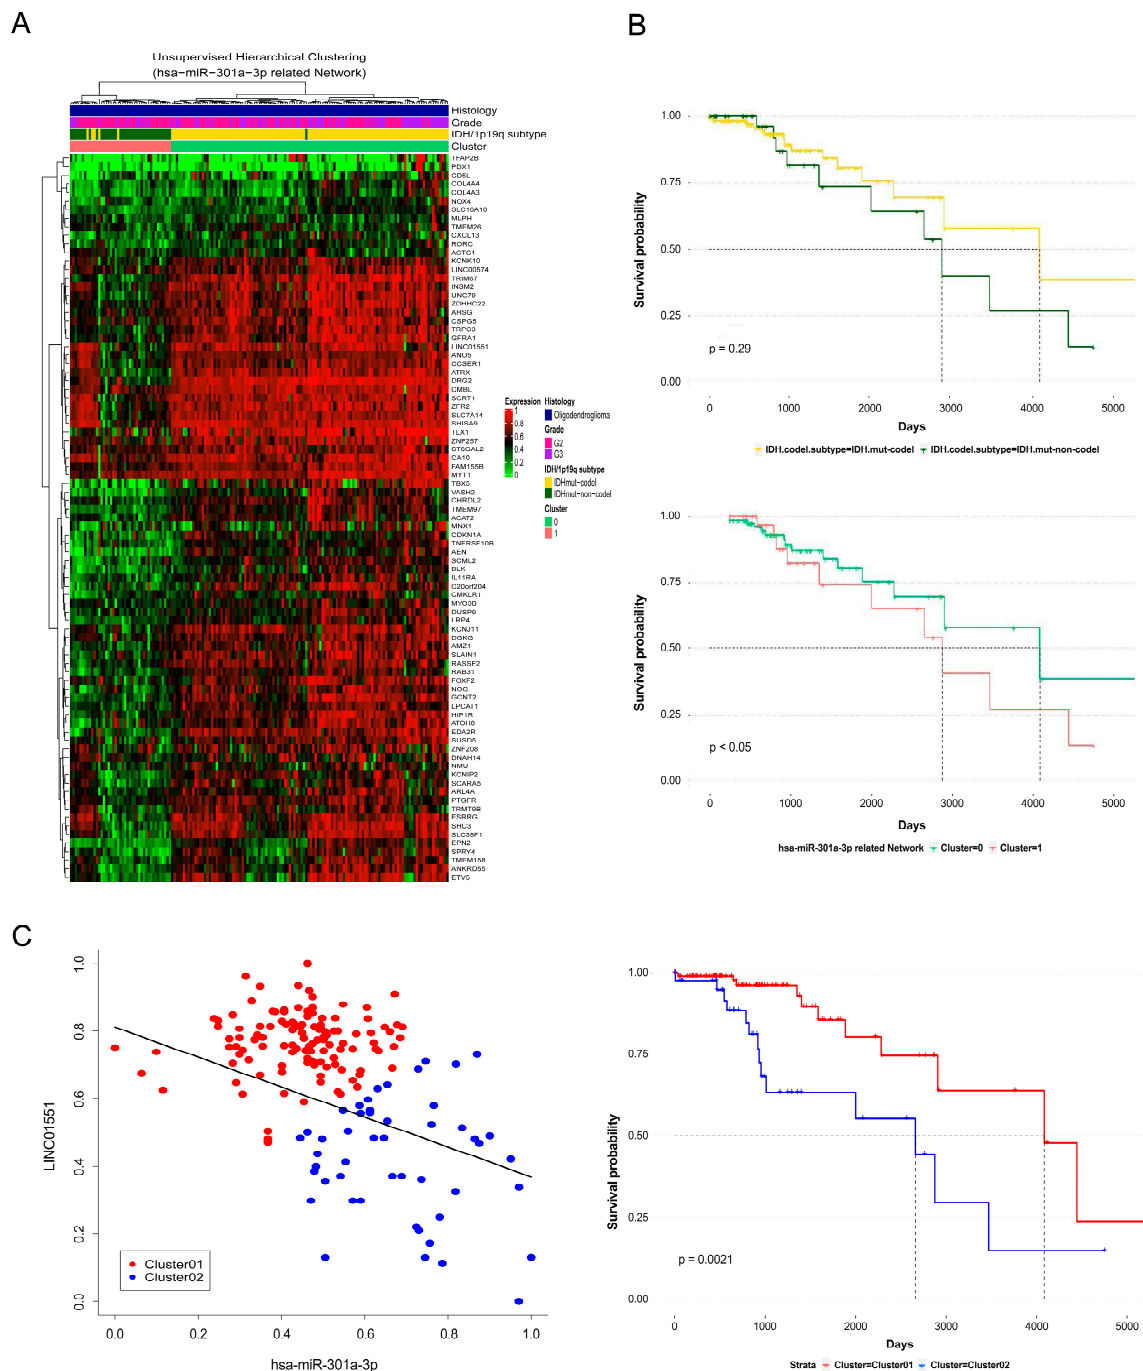 A
Unsupervised Hierarchical Clustering
(hsa-miR-301a-3p related Network)
Histology
Grade
IDH/1p19q subtype
Cluster
TFAP2B
PDX1
CD5L
COL4A4
COL4A3
NOX4
SLC10A10
MLPH
TMEM26
CXCL13
RORC
ACTC1
KCNK10
LINC00574
TRIM67
INSM2
UNC79
ZDHHC22
AHSG
CSPG5
TRPC3
GFRA1
LINC01551
ANO5
CCSER1
ATRX
DRG2
CMBL
SCRT1
ZFR2
SLC7A14
SHISA9
TLX1
ZNF257
ST6GAL2
CA10
FAM155B
MYT1
TBX5
VASH2
CHRDL2
TMEM97
ACAT2
MNX1
CDKN1A
TNFRSF10B
AEN
SCML2
BLK
IL11RA
C20orf204
CMKLR1
MYO3B
DUSP9
LRP4
KCNJ11
DGKG
AMZ1
SLAIN1
RASSF2
RAB31
FOXF2
NOG
GCNT2
LPCAT1
HIF1R
ATOH8
EDA2R
SUSD5
ZNF208
DNAH14
NMU
KCNIP2
SCARA5
ARL4A
PTGFR
TRMT9B
ESRRG
SHC3
SLC35F1
EPN2
SPRY4
TMEM158
ANKRD55
ETV5
Expression
1
0.8
0.6
0.4
0.2
0
Histology
Oligodendroglioma
Grade
G2
G3
IDH/1p19q subtype
IDHmut-codel
IDHmut-non-codel
Cluster
0
1
B
Survival probability
1.00
0.75
0.50
0.25
0.00
p = 0.29
0 1000 2000 3000 4000 5000
Days
IDH.codel.subtype=IDH.mut-codel IDH.codel.subtype=IDH.mut-non-codel
Survival probability
1.00
0.75
0.50
0.25
0.00
p < 0.05
0 1000 2000 3000 4000 5000
Days
hsa-miR-301a-3p related Network Cluster=0 Cluster=1
C
LINC01551
1.0
0.8
0.6
0.4
0.2
0.0
Cluster01
Cluster02
0.0 0.2 0.4 0.6 0.8 1.0
hsa-miR-301a-3p
Survival probability
1.00
0.75
0.50
0.25
0.00
p = 0.0021
0 1000 2000 3000 4000 5000
Days
Strata Cluster=Cluster01 Cluster=Cluster02